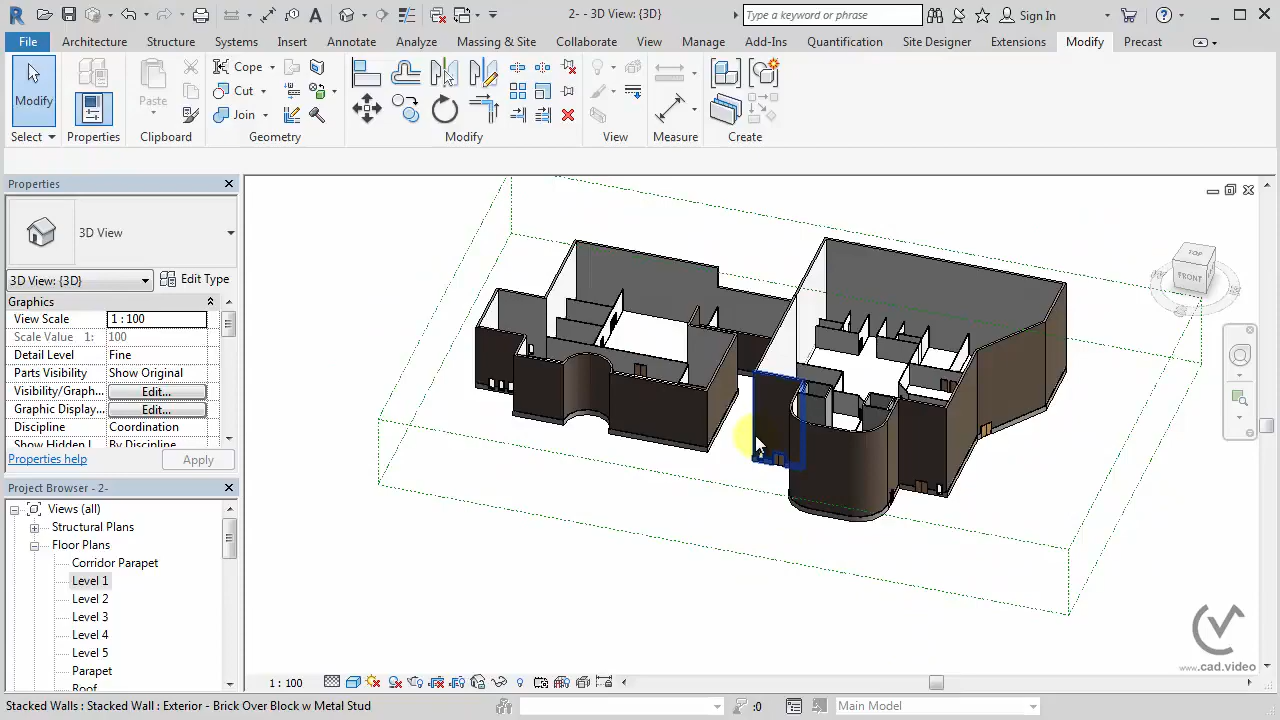 2- - 3D View: {3D}
Type a keyword or phrase
Sign In
File
Architecture
Structure
Systems
Insert
Annotate
Analyze
Massing & Site
Collaborate
View
Manage
Add-Ins
Quantification
Site Designer
Extensions
Modify
Precast
Modify
Select
Properties
Paste
Clipboard
Cope
Cut
Join
Geometry
Modify
View
Measure
Create
Properties
3D View
3D View: {3D}
Edit Type
Graphics
View Scale
1 : 100
Scale Value 1:
100
Detail Level
Fine
Parts Visibility
Show Original
Visibility/Graph...
Edit...
Graphic Display...
Edit...
Discipline
Coordination
Show Hidden L
By Discipline
Properties help
Apply
TOP
FRONT
Project Browser - 2-
Views (all)
Structural Plans
Floor Plans
Corridor Parapet
Level 1
Level 2
Level 3
Level 4
Level 5
Parapet
Roof
1 : 100
www.cad.video
Stacked Walls : Stacked Wall : Exterior - Brick Over Block w Metal Stud
:0
Main Model